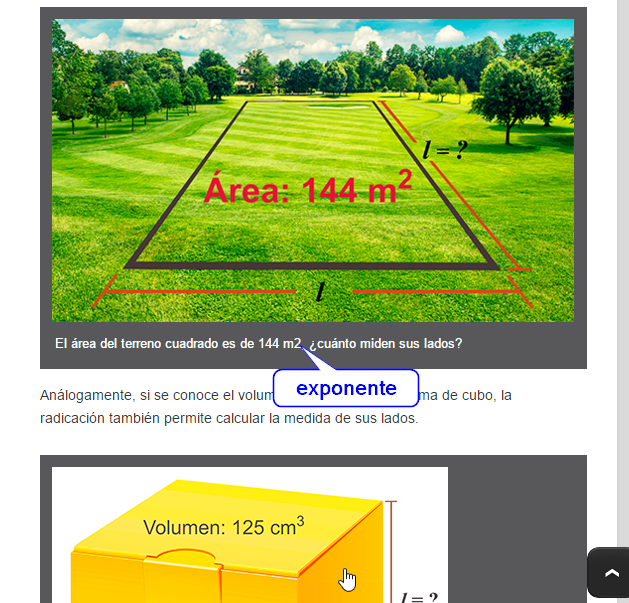 l = ?
Área: 144 m²
l
El área del terreno cuadrado es de 144 m2, ¿cuánto miden sus lados?
exponente
Análogamente, si se conoce el volum ma de cubo, la
radicación también permite calcular la medida de sus lados.
Volumen: 125 cm³
l = ?